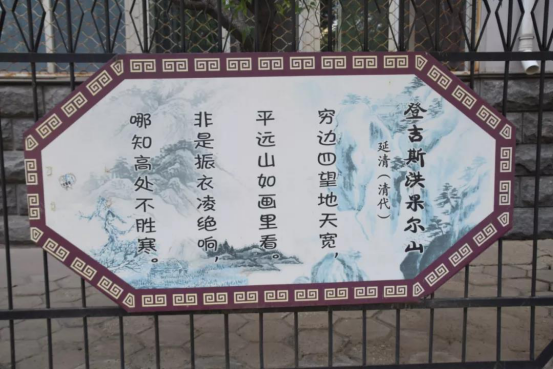 登吉斯洪果尔山
延清（清代）
穷边四望地天宽，
平远山如画里看。
非是振衣凌绝响，
哪知高处不胜寒。